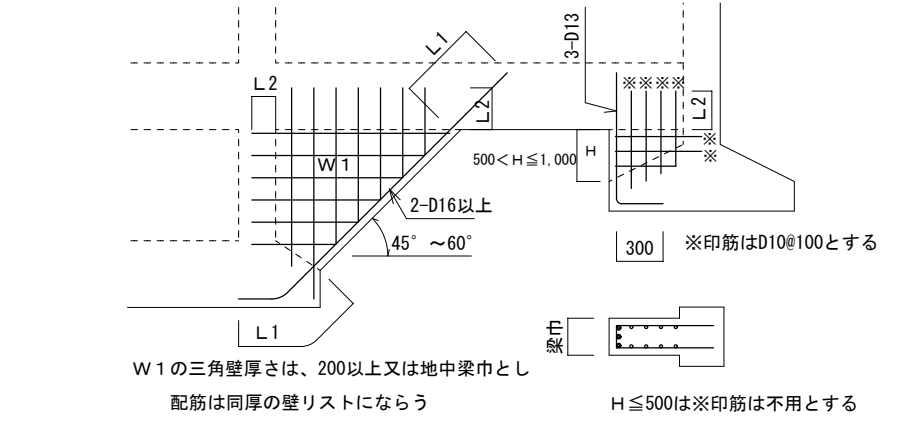 L1
3-D13
L2
※※※※
L2
L2
※
※
H
500＜H≦1,000
W1
2-D16以上
45°～60°
300
※印筋はD10@100とする
L1
梁巾
W1の三角壁厚さは、200以上又は地中梁巾とし
配筋は同厚の壁リストにならう
H≦500は※印筋は不用とする